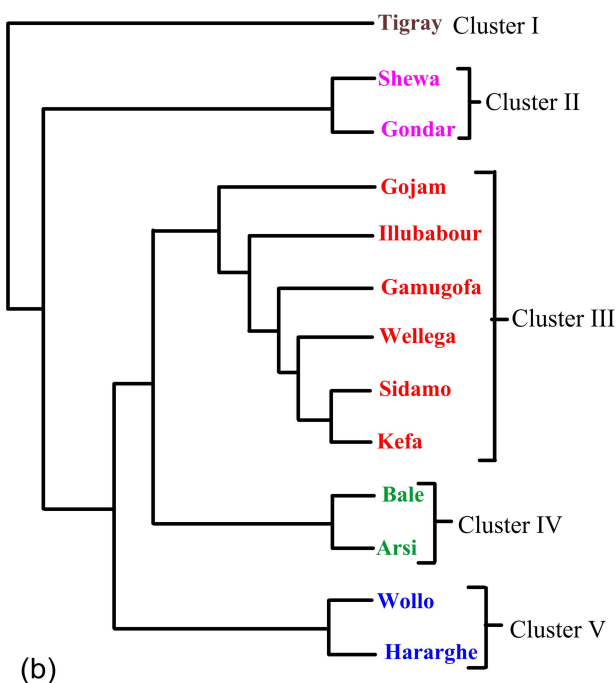 Tigray Cluster I
Shewa
Cluster II
Gondar
Gojam
Illubabour
Gamugofa
Cluster III
Wellega
Sidamo
Kefa
Bale
Cluster IV
Arsi
Wollo
Cluster V
Hararghe
(b)